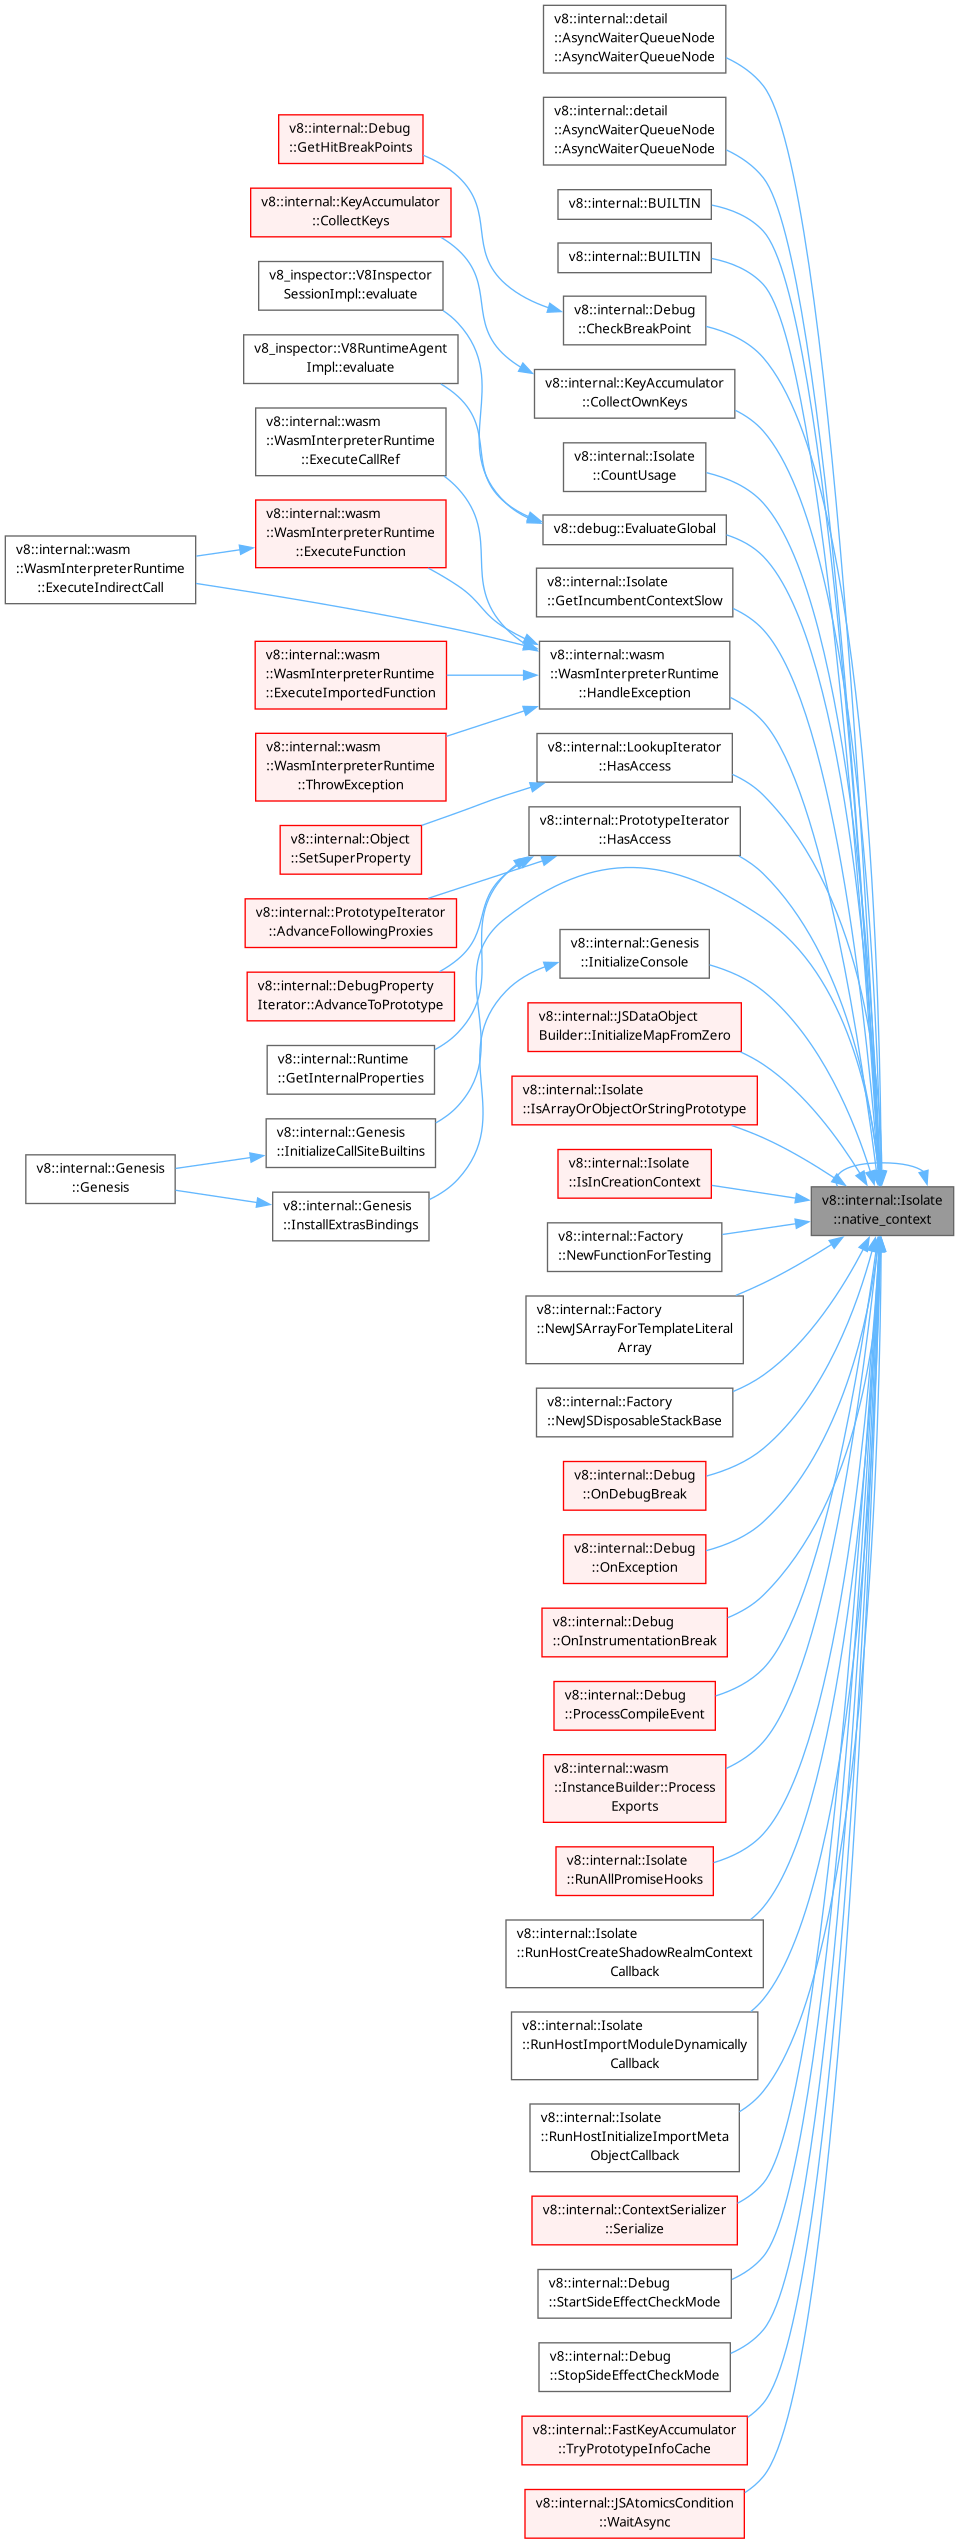 v8::internal::detail
::AsyncWaiterQueueNode
::AsyncWaiterQueueNode
v8::internal::detail
::AsyncWaiterQueueNode
::AsyncWaiterQueueNode
v8::internal::Debug
::GetHitBreakPoints
v8::internal::KeyAccumulator
::CollectKeys
v8::internal::BUILTIN
v8::internal::BUILTIN
v8_inspector::V8Inspector
SessionImpl::evaluate
v8::internal::Debug
::CheckBreakPoint
v8_inspector::V8RuntimeAgent
Impl::evaluate
v8::internal::KeyAccumulator
::CollectOwnKeys
v8::internal::wasm
::WasmInterpreterRuntime
::ExecuteCallRef
v8::internal::Isolate
::CountUsage
v8::internal::wasm
::WasmInterpreterRuntime
::ExecuteFunction
v8::debug::EvaluateGlobal
v8::internal::wasm
::WasmInterpreterRuntime
::ExecuteIndirectCall
v8::internal::Isolate
::GetIncumbentContextSlow
v8::internal::wasm
::WasmInterpreterRuntime
::ExecuteImportedFunction
v8::internal::wasm
::WasmInterpreterRuntime
::HandleException
v8::internal::wasm
::WasmInterpreterRuntime
::ThrowException
v8::internal::LookupIterator
::HasAccess
v8::internal::Object
::SetSuperProperty
v8::internal::PrototypeIterator
::HasAccess
v8::internal::PrototypeIterator
::AdvanceFollowingProxies
v8::internal::DebugProperty
Iterator::AdvanceToPrototype
v8::internal::Genesis
::InitializeConsole
v8::internal::Runtime
::GetInternalProperties
v8::internal::JSDataObject
Builder::InitializeMapFromZero
v8::internal::Genesis
::InitializeCallSiteBuiltins
v8::internal::Isolate
::IsArrayOrObjectOrStringPrototype
v8::internal::Genesis
::Genesis
v8::internal::Genesis
::InstallExtrasBindings
v8::internal::Isolate
::IsInCreationContext
v8::internal::Isolate
::native_context
v8::internal::Factory
::NewFunctionForTesting
v8::internal::Factory
::NewJSArrayForTemplateLiteral
Array
v8::internal::Factory
::NewJSDisposableStackBase
v8::internal::Debug
::OnDebugBreak
v8::internal::Debug
::OnException
v8::internal::Debug
::OnInstrumentationBreak
v8::internal::Debug
::ProcessCompileEvent
v8::internal::wasm
::InstanceBuilder::Process
Exports
v8::internal::Isolate
::RunAllPromiseHooks
v8::internal::Isolate
::RunHostCreateShadowRealmContext
Callback
v8::internal::Isolate
::RunHostImportModuleDynamically
Callback
v8::internal::Isolate
::RunHostInitializeImportMeta
ObjectCallback
v8::internal::ContextSerializer
::Serialize
v8::internal::Debug
::StartSideEffectCheckMode
v8::internal::Debug
::StopSideEffectCheckMode
v8::internal::FastKeyAccumulator
::TryPrototypeInfoCache
v8::internal::JSAtomicsCondition
::WaitAsync